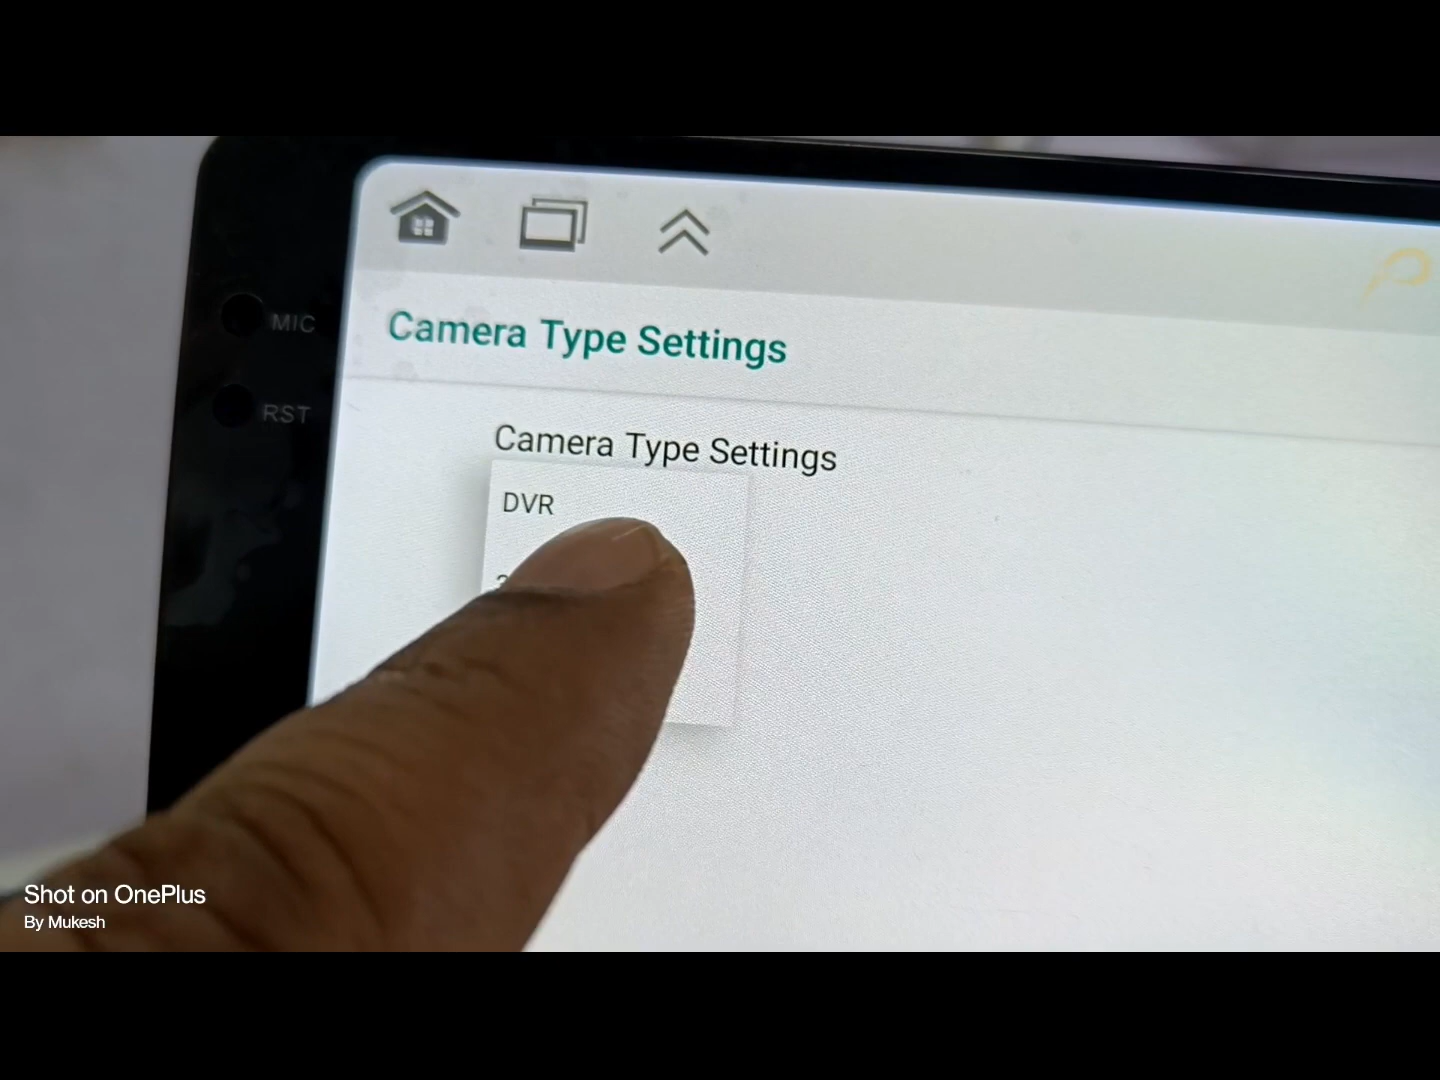 MIC
Camera Type Settings
RST
Camera Type Settings
DVR
Shot on OnePlus
By Mukesh